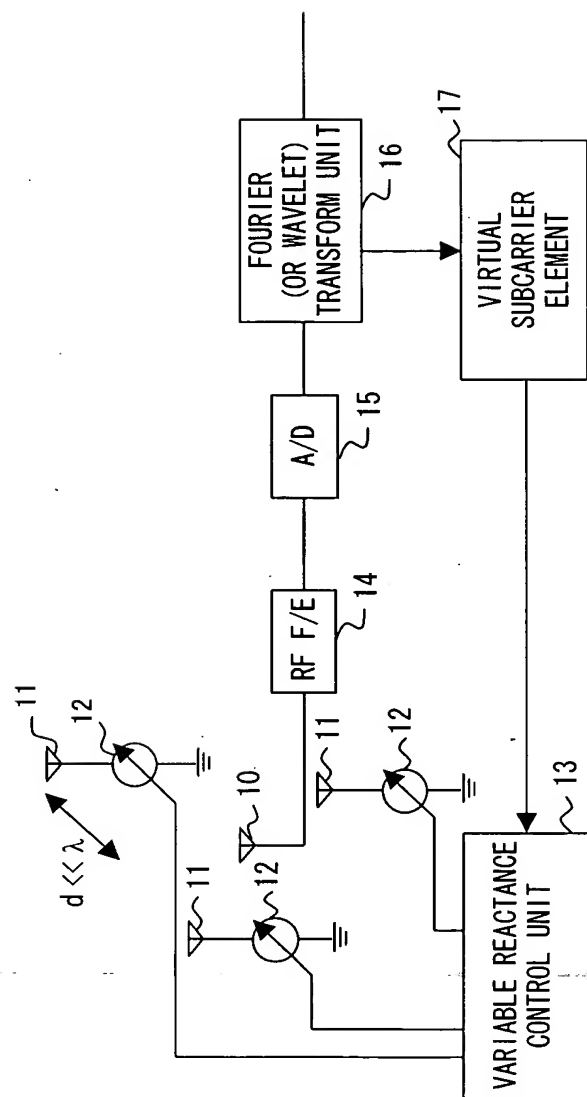 11
12
d << λ
11
12
10
11
12
RF F/E
14
A/D
15
FOURIER
(OR WAVELET)
TRANSFORM UNIT
16
VIRTUAL
SUBCARRIER
ELEMENT
17
VARIABLE REACTANCE
CONTROL UNIT
13